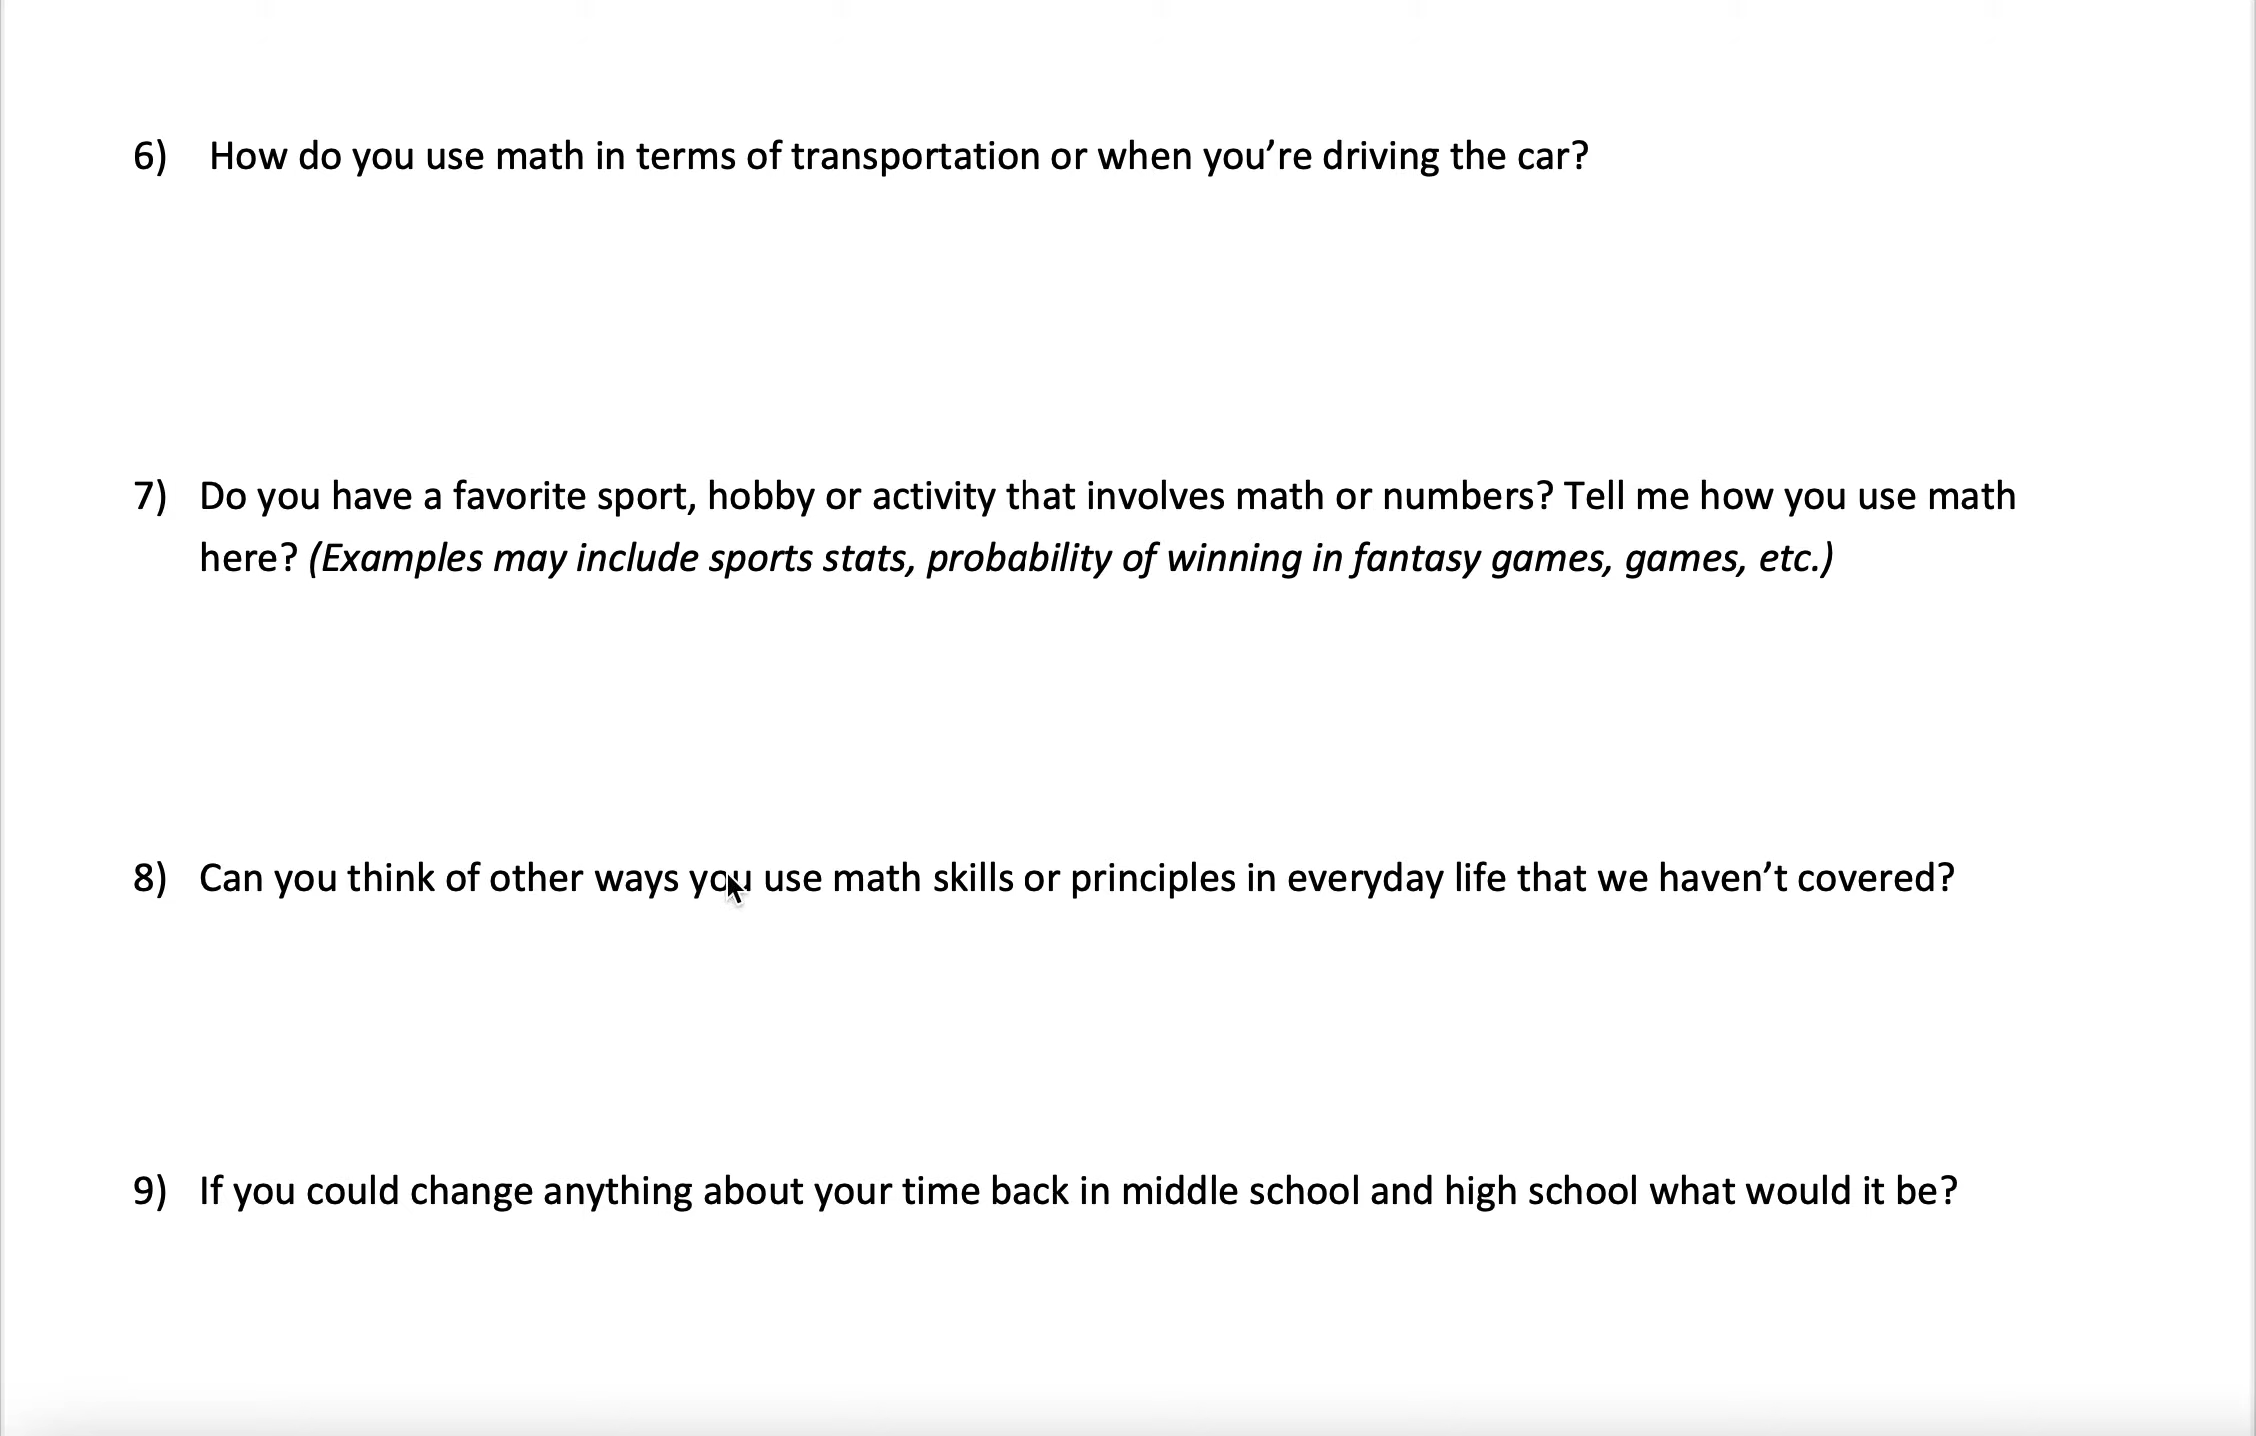 6) How do you use math in terms of transportation or when you’re driving the car?
7) Do you have a favorite sport, hobby or activity that involves math or numbers? Tell me how you use math
here? (Examples may include sports stats, probability of winning in fantasy games, games, etc.)
8) Can you think of other ways you use math skills or principles in everyday life that we haven’t covered?
9) If you could change anything about your time back in middle school and high school what would it be?